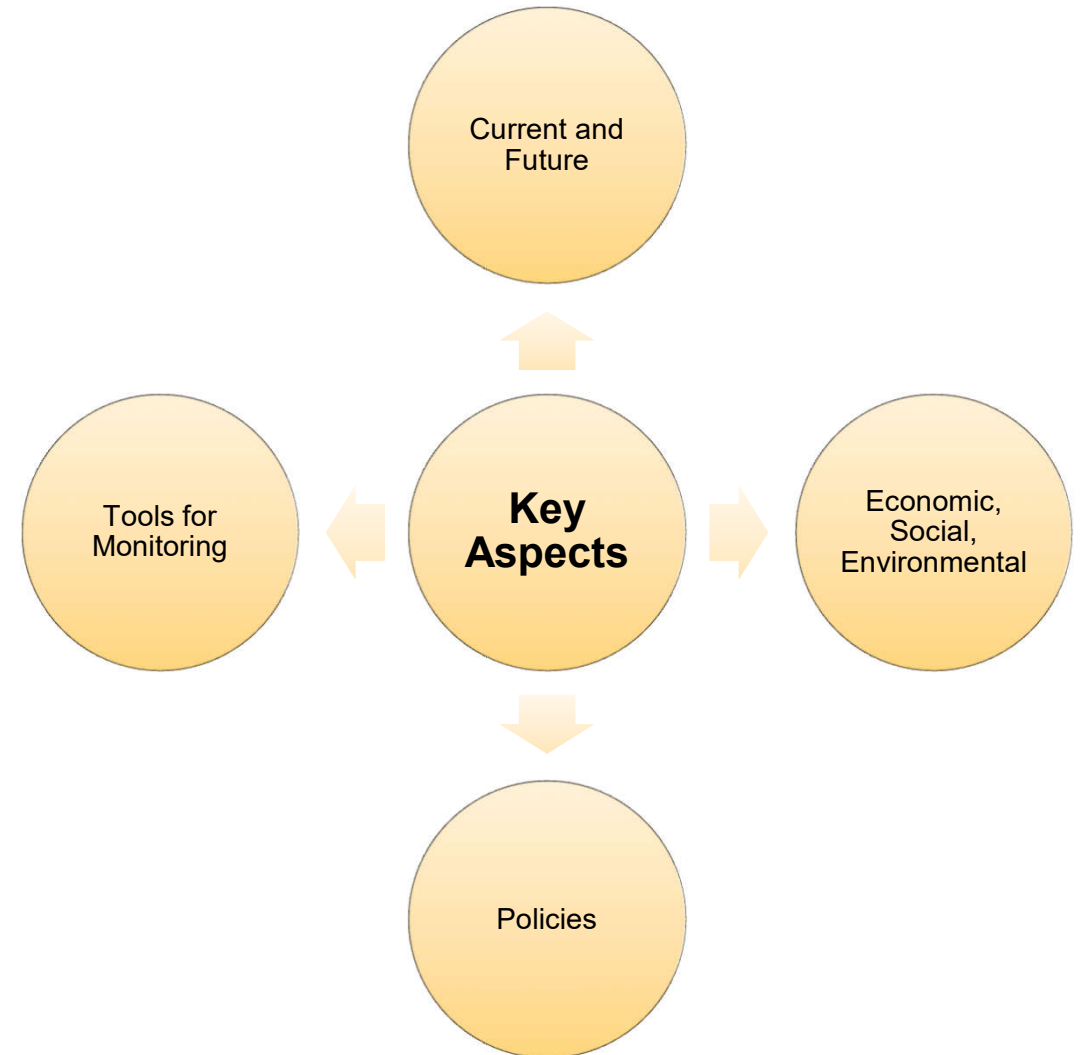 Current and
Future
Tools for
Monitoring
Key
Aspects
Economic,
Social,
Environmental
Policies